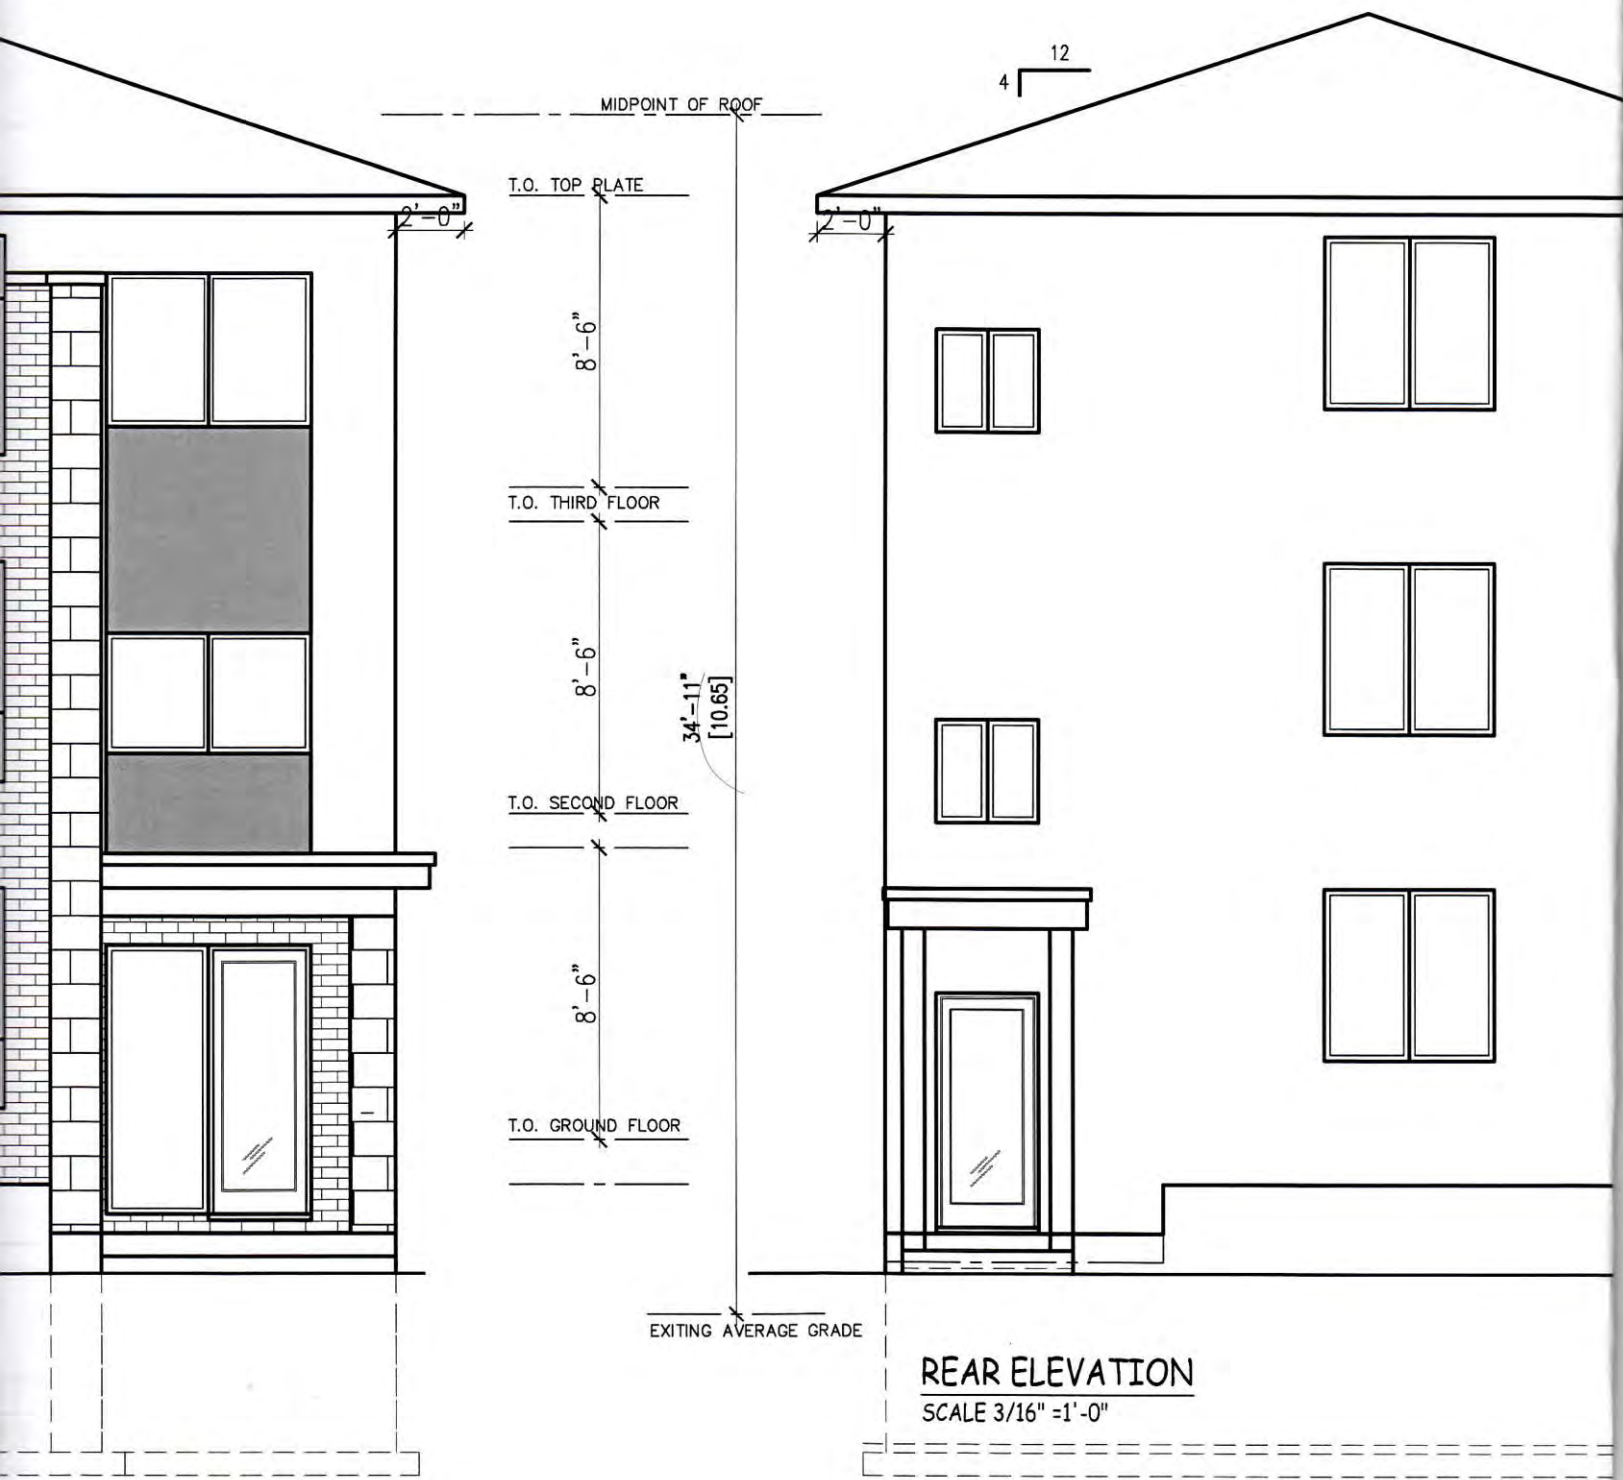 12
4
MIDPOINT OF ROOF
T.O. TOP PLATE
2'-0"
2'-0"
8'-6"
T.O. THIRD FLOOR
8'-6"
34'-11"
[10.65]
T.O. SECOND FLOOR
8'-6"
T.O. GROUND FLOOR
EXITING AVERAGE GRADE
REAR ELEVATION
SCALE 3/16" =1'-0"